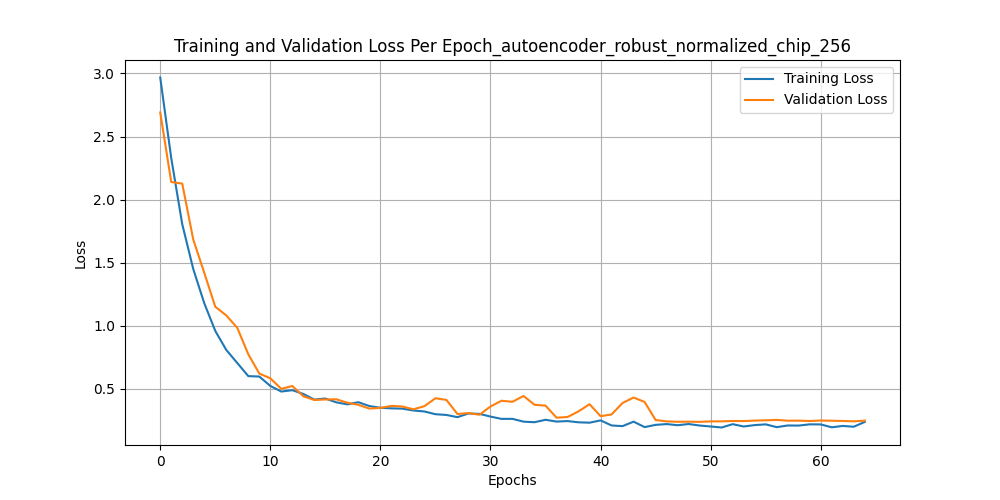 Training and Validation Loss Per Epoch_autoencoder_robust_normalized_chip_256
Training Loss
Validation Loss
3.0
2.5
2.0
1.5
1.0
0.5
Loss
0 10 20 30 40 50 60
Epochs